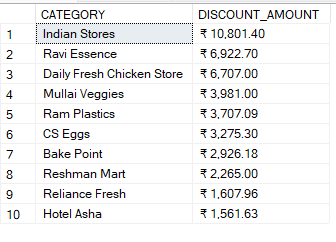 CATEGORY DISCOUNT_AMOUNT
1 Indian Stores ₹ 10,801.40
2 Ravi Essence ₹ 6,922.70
3 Daily Fresh Chicken Store ₹ 6,707.00
4 Mullai Veggies ₹ 3,981.00
5 Ram Plastics ₹ 3,707.09
6 CS Eggs ₹ 3,275.30
7 Bake Point ₹ 2,926.18
8 Reshman Mart ₹ 2,265.00
9 Reliance Fresh ₹ 1,607.96
10 Hotel Asha ₹ 1,561.63